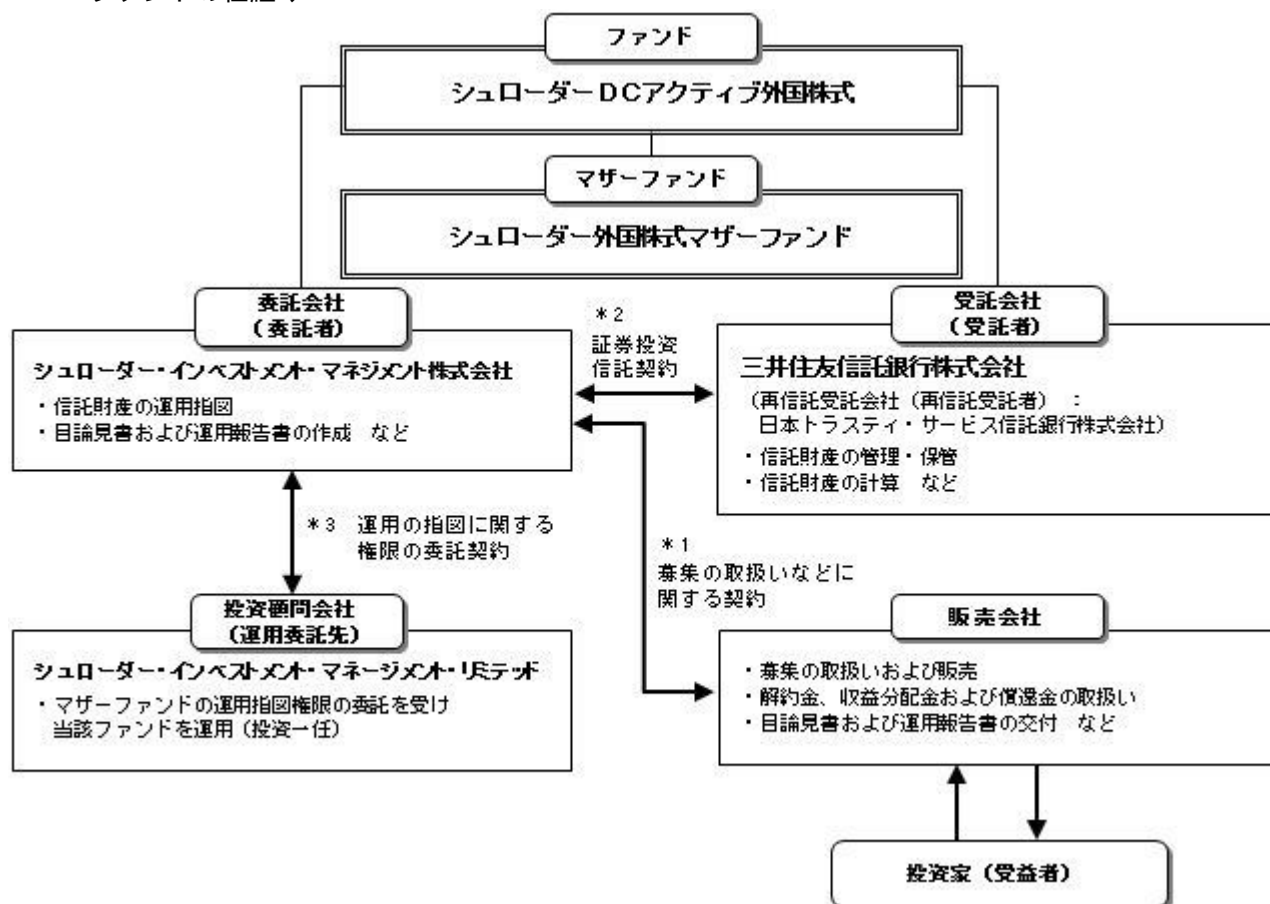 ファンド
シュローダーDCアクティブ外国株式
マザーファンド
シュローダー外国株式マザーファンド
委託会社
(委託者)
シュローダー・インベストメント・マネジメント株式会社
・信託財産の運用指図
・目論見書および運用報告書の作成 など
*2
証券投資
信託契約
受託会社
(受託者)
三井住友信託銀行株式会社
(再信託受託会社(再信託受託者) :
日本トラスティ・サービス信託銀行株式会社)
・信託財産の管理・保管
・信託財産の計算 など
*3 運用の指図に関する
権限の委託契約
*1
募集の取扱いなどに
関する契約
投資顧問会社
(運用委託先)
シュローダー・インベストメント・マネージメント・リミテッド
・マザーファンドの運用指図権限の委託を受け
当該ファンドを運用(投資一任)
販売会社
・募集の取扱いおよび販売
・解約金、収益分配金および償還金の取扱い
・目論見書および運用報告書の交付 など
投資家(受益者)